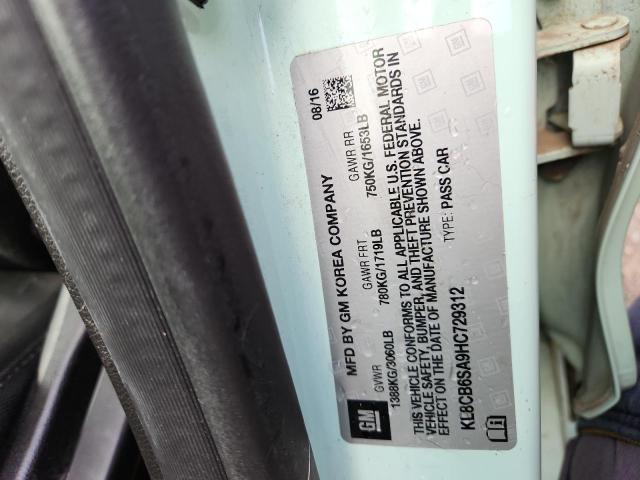 MFD BY GM KOREA COMPANY
08/16
GVWR
GAWR FRT
GAWR RR
1388KG/3060LB
780KG/1719LB
750KG/1653LB
THIS VEHICLE CONFORMS TO ALL APPLICABLE U.S. FEDERAL MOTOR
VEHICLE SAFETY, BUMPER, AND THEFT PREVENTION STANDARDS IN
EFFECT ON THE DATE OF MANUFACTURE SHOWN ABOVE.
KL8CB6SA9HC729312
TYPE: PASS CAR
GM